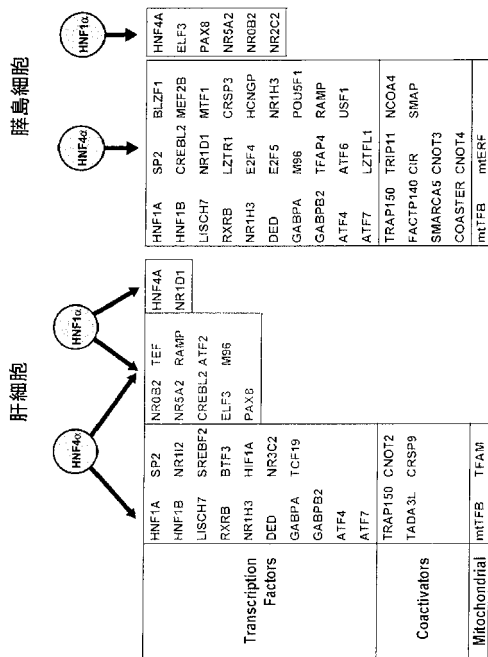 肝細胞 膵島細胞
HNF4α HNF1α HNF4α HNF1α
HNF1A SP2 NR0B2 TEF HNF4A HNF1A SP2 BLZF1 HNF4A
HNF1B NR1I2 NR5A2 RAMP NR1D1 HNF1B CREBL2 MEF2B ELF3
LISCH7 SREBF2 CREBL2 ATF2 LISCH7 NR1D1 MTF1 PAX8
RXRB BTF3 ELF3 M96 RXRB LZTR1 CRSP3 NR5A2
NR1H3 HIF1A PAX8 NR1H3 E2F4 HCNGP NR0B2
DED NR3C2 DED E2F5 NR1H3 NR2C2
GABPA TCF19 GABPA M96 POU5F1
GABPB2 GABPB2 TFAP4 RAMP
ATF4 ATF4 ATF6 USF1
ATF7 ATF7 LZTFL1
Transcription
Factors
TRAP150 CNOT2 TRAP150 TRIP11 NCOA4
TADA3L CRSP9 FACTP140 CIR SMAP
SMARCA5 CNOT3
COASTER CNOT4
Coactivators
Mitochondrial mtTFB TFAM mtTFB mtERF